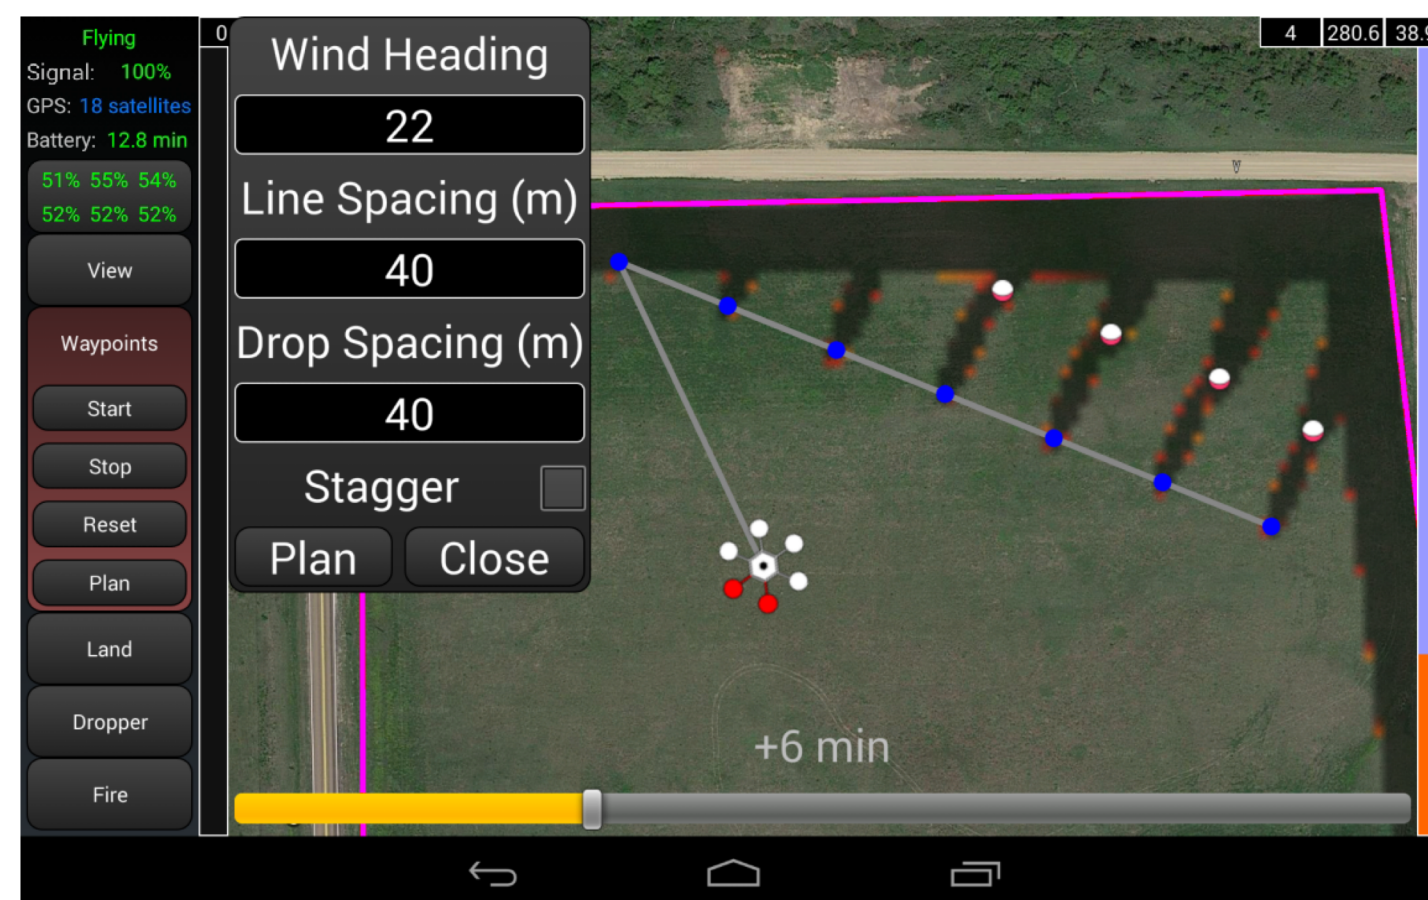 Flying
Signal: 100%
GPS: 18 satellites
Battery: 12.8 min
51% 55% 54%
52% 52% 52%
View
Waypoints
Start
Stop
Reset
Plan
Land
Dropper
Fire
0
Wind Heading
22
Line Spacing (m)
40
Drop Spacing (m)
40
Stagger
Plan Close
4 280.6
+6 min